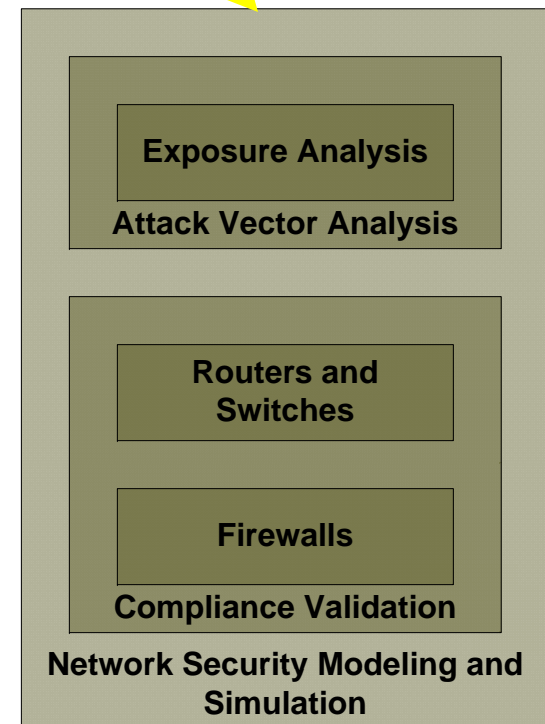 Exposure Analysis
Attack Vector Analysis
Routers and
Switches
Firewalls
Compliance Validation
Network Security Modeling and
Simulation